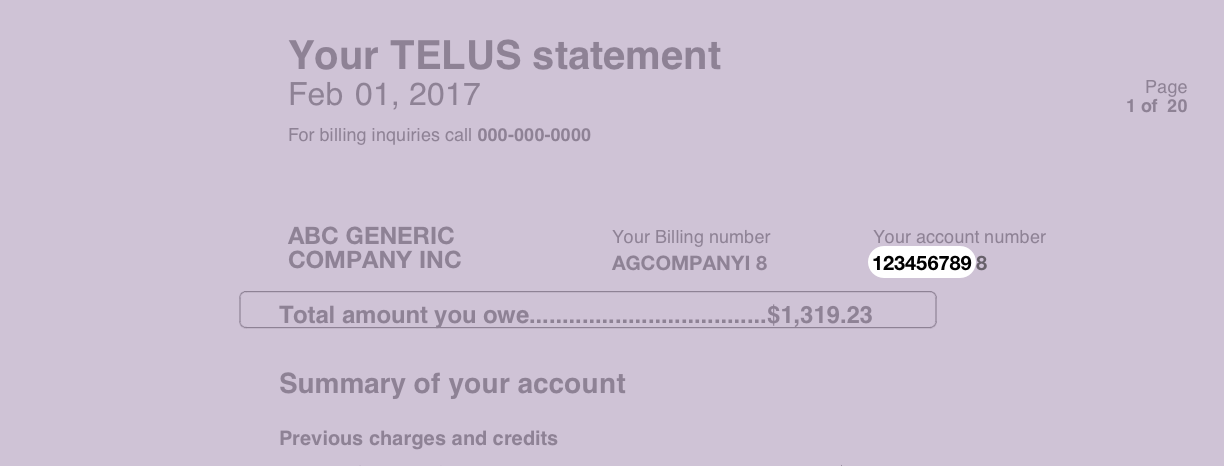 Your TELUS statement
Feb 01, 2017
Page
1 of 20
For billing inquiries call 000-000-0000
ABC GENERIC
COMPANY INC
Your Billing number
AGCOMPANYI 8
Your account number
123456789 8
Total amount you owe....................................$1,319.23
Summary of your account
Previous charges and credits